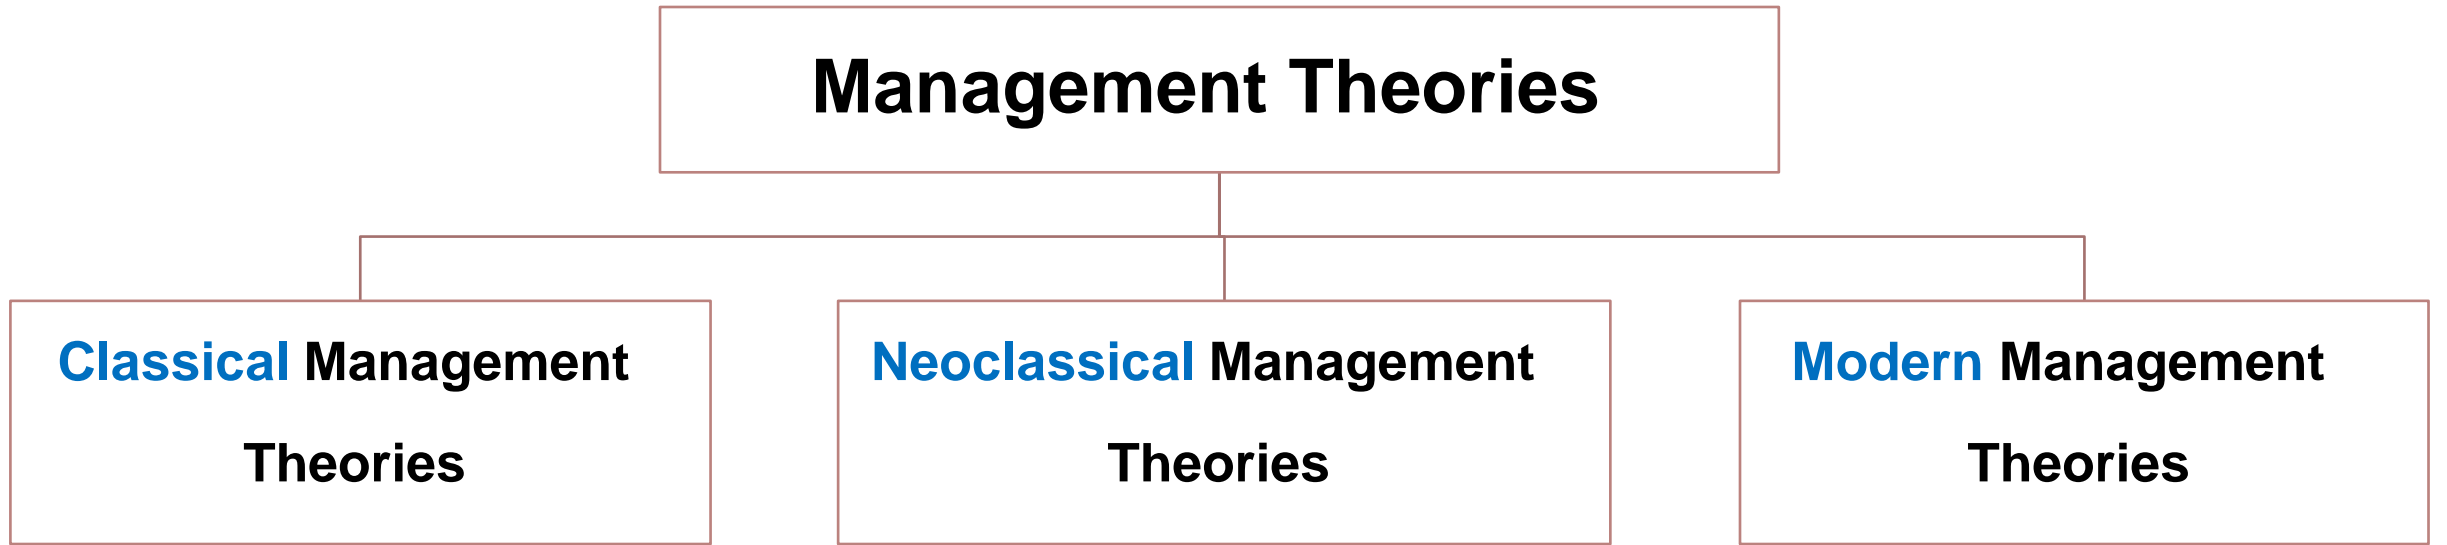 Management Theories
Classical Management
Theories
Neoclassical Management
Theories
Modern Management
Theories